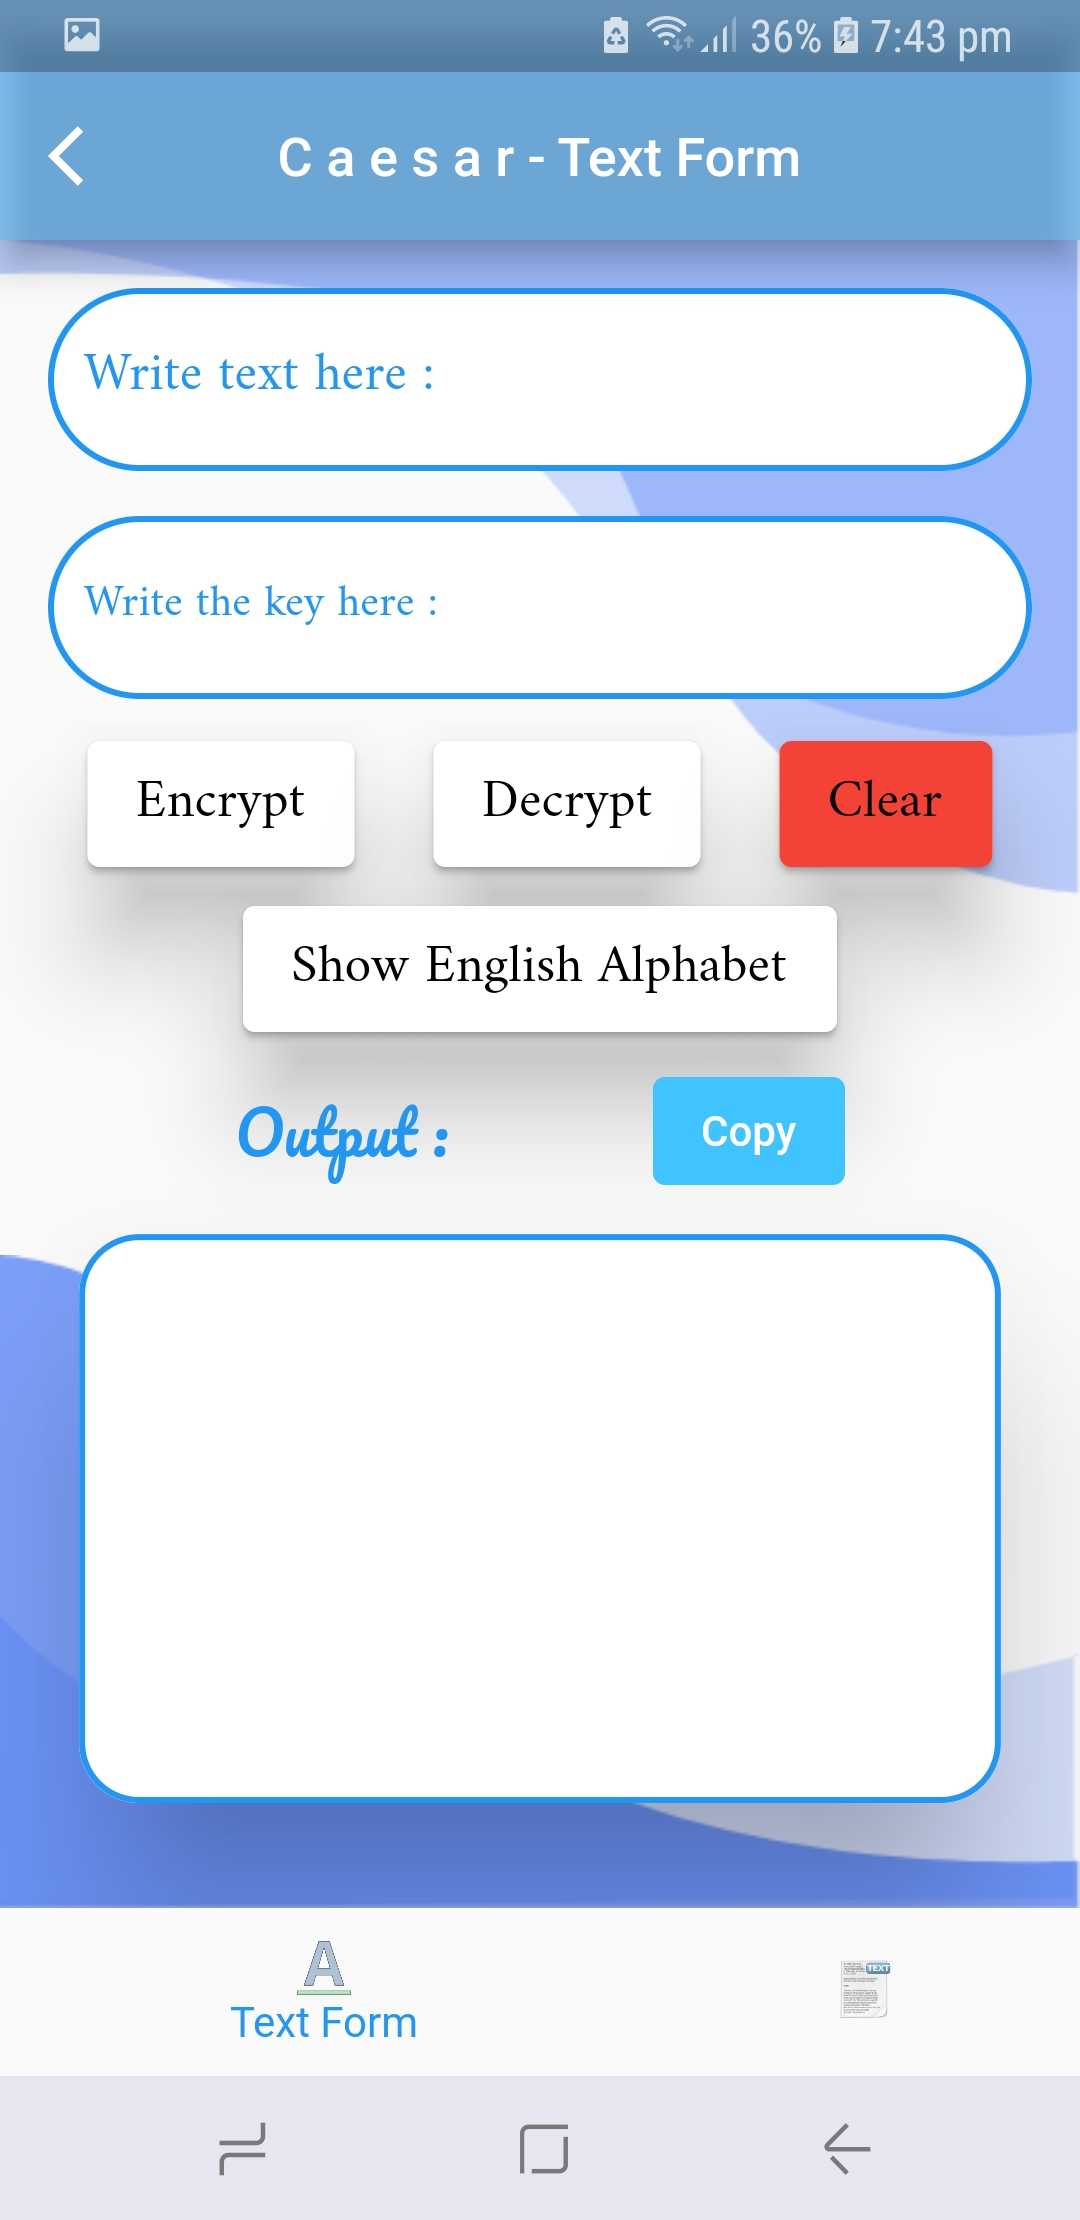 36% 7:43 pm
C a e s a r - Text Form
Write text here :
Write the key here :
Encrypt Decrypt Clear
Show English Alphabet
Output : Copy
A TEXT
Text Form